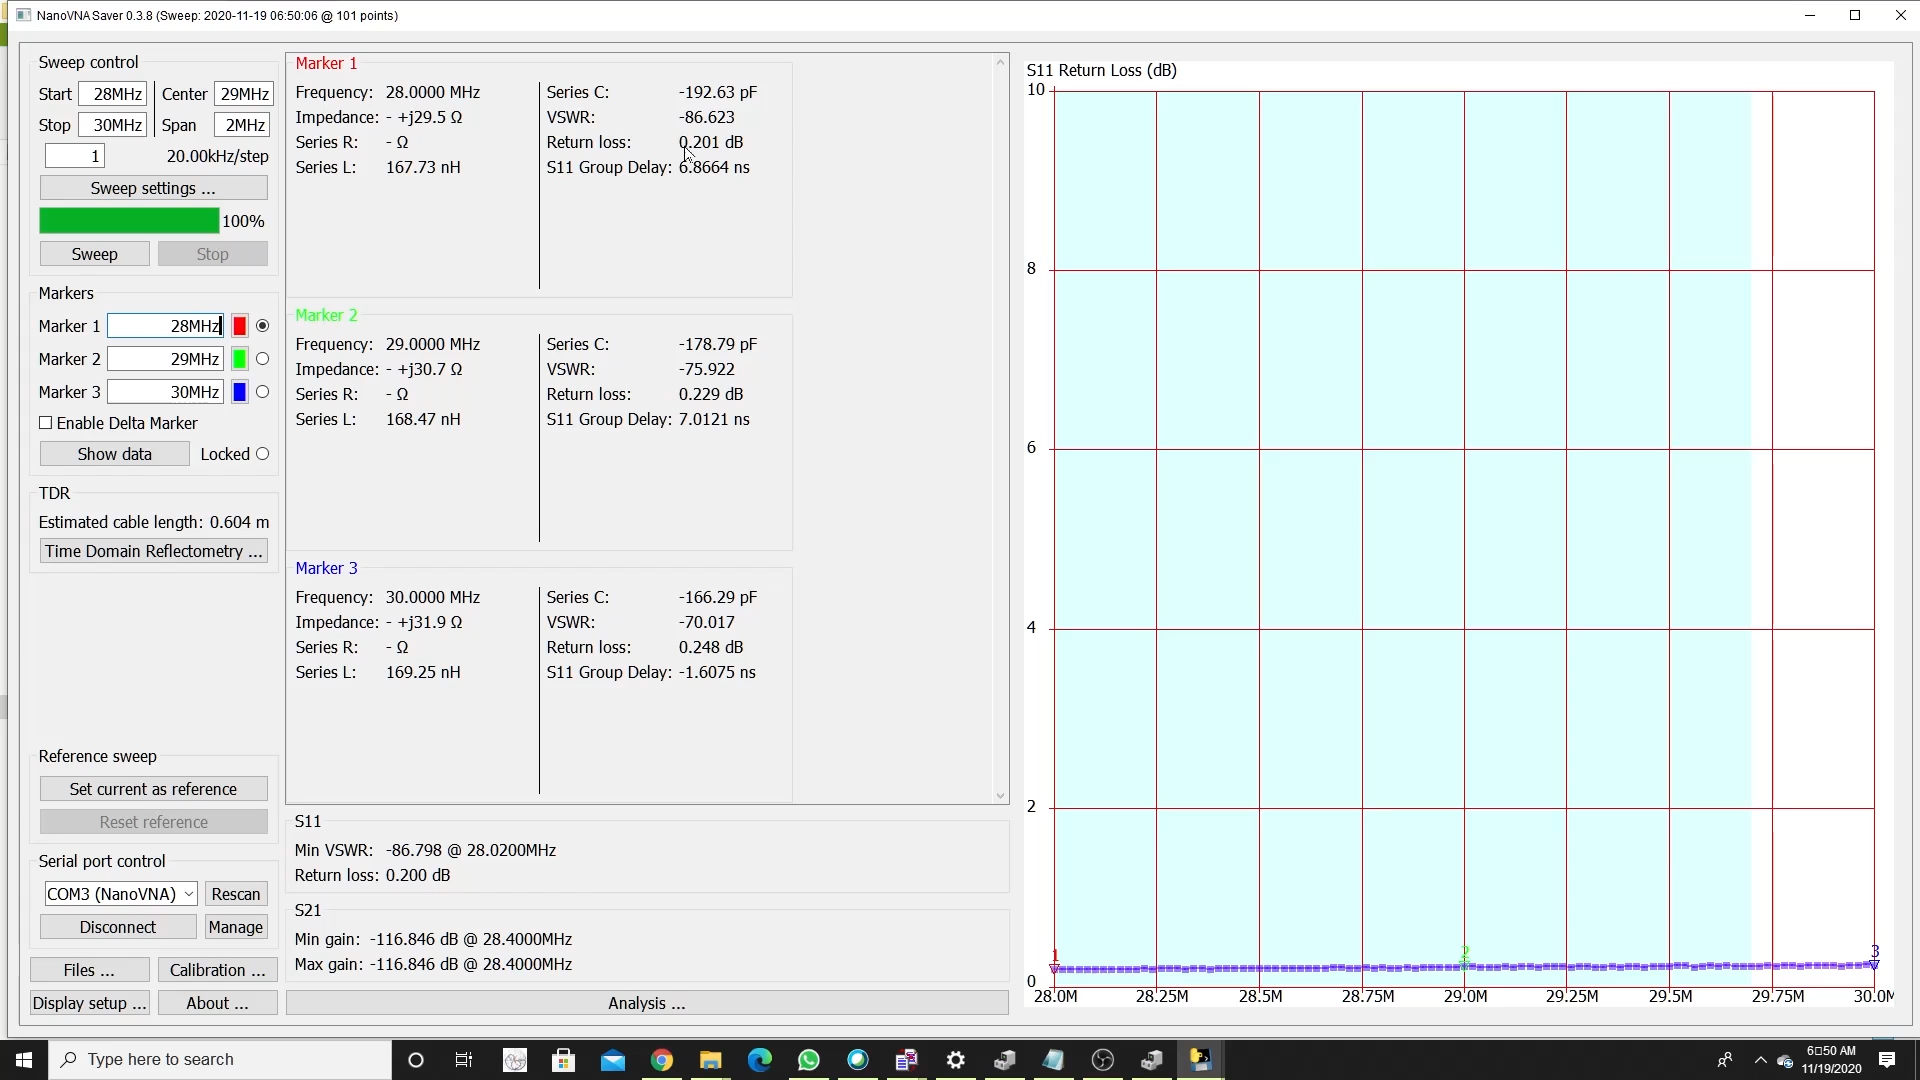 NanoVNA Saver 0.3.8 (Sweep: 2020-11-19 06:50:06 @ 101 points)
Sweep control
Start 28MHz Center 29MHz
Stop 30MHz Span 2MHz
1 20.00kHz/step
Sweep settings ...
100%
Sweep Stop
Markers
Marker 1 28MHz
Marker 2 29MHz
Marker 3 30MHz
Enable Delta Marker
Show data Locked
TDR
Estimated cable length: 0.604 m
Time Domain Reflectometry ...
Reference sweep
Set current as reference
Reset reference
Serial port control
COM3 (NanoVNA) Rescan
Disconnect Manage
Files ... Calibration ...
Display setup ... About ...
Marker 1
Frequency: 28.0000 MHz Series C: -192.63 pF
Impedance: - +j29.5 Ω VSWR: -86.623
Series R: - Ω Return loss: 0.201 dB
Series L: 167.73 nH S11 Group Delay: 6.8664 ns
Marker 2
Frequency: 29.0000 MHz Series C: -178.79 pF
Impedance: - +j30.7 Ω VSWR: -75.922
Series R: - Ω Return loss: 0.229 dB
Series L: 168.47 nH S11 Group Delay: 7.0121 ns
Marker 3
Frequency: 30.0000 MHz Series C: -166.29 pF
Impedance: - +j31.9 Ω VSWR: -70.017
Series R: - Ω Return loss: 0.248 dB
Series L: 169.25 nH S11 Group Delay: -1.6075 ns
S11
Min VSWR: -86.798 @ 28.0200MHz
Return loss: 0.200 dB
S21
Min gain: -116.846 dB @ 28.4000MHz
Max gain: -116.846 dB @ 28.4000MHz
Analysis ...
S11 Return Loss (dB)
10
8
6
4
2
0
1 2 3
28.0M 28.25M 28.5M 28.75M 29.0M 29.25M 29.5M 29.75M 30.0M
Type here to search
6□50 AM
11/19/2020